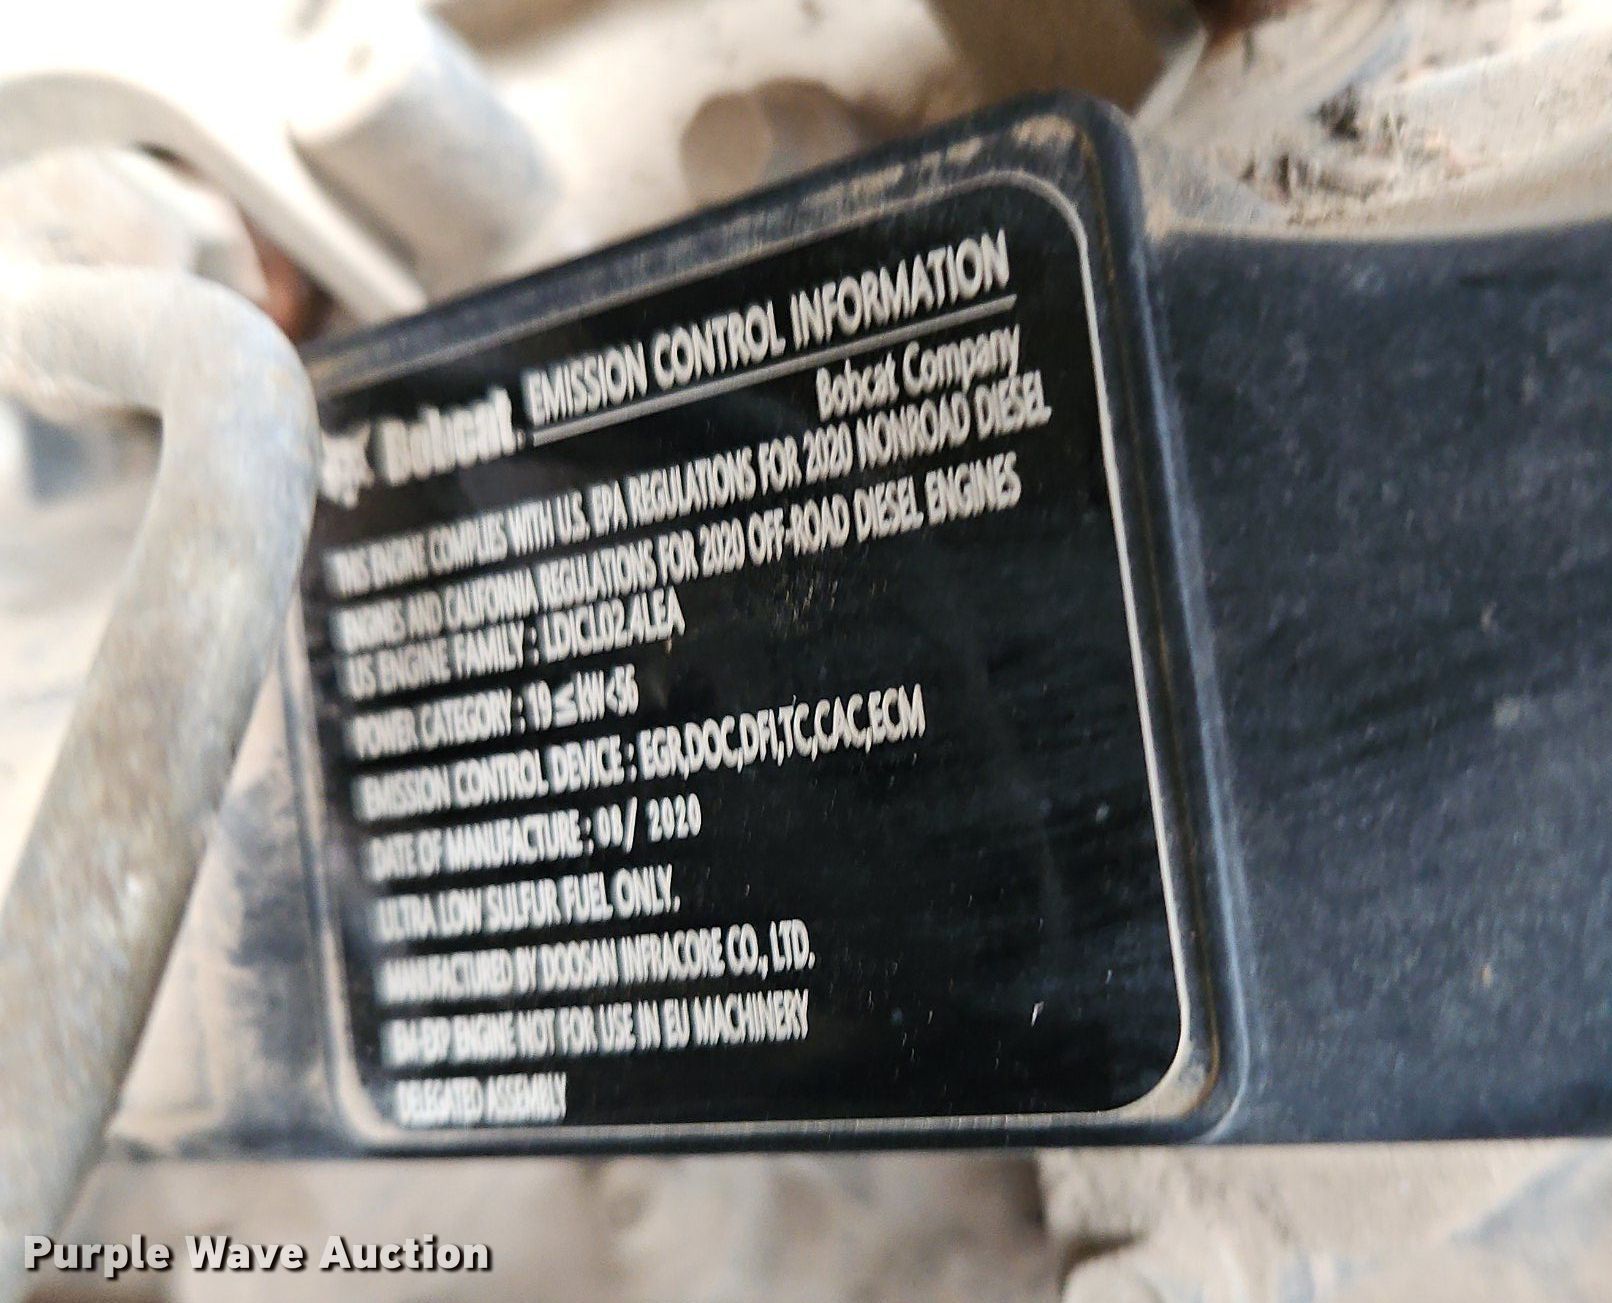 Bobcat. EMISSION CONTROL INFORMATION
Bobcat Company
THIS ENGINE COMPLIES WITH U.S. EPA REGULATIONS FOR 2020 NONROAD DIESEL
ENGINES AND CALIFORNIA REGULATIONS FOR 2020 OFF-ROAD DIESEL ENGINES
US ENGINE FAMILY : LDICL02.4LEA
POWER CATEGORY : 19≤kW<56
EMISSION CONTROL DEVICE : EGR,DOC,DFI,TC,CAC,ECM
DATE OF MANUFACTURE : 08/ 2020
ULTRA LOW SULFUR FUEL ONLY.
MANUFACTURED BY DOOSAN INFRACORE CO., LTD.
ENGINE NOT FOR USE IN EU MACHINERY
DELEGATED ASSEMBLY
Purple Wave Auction